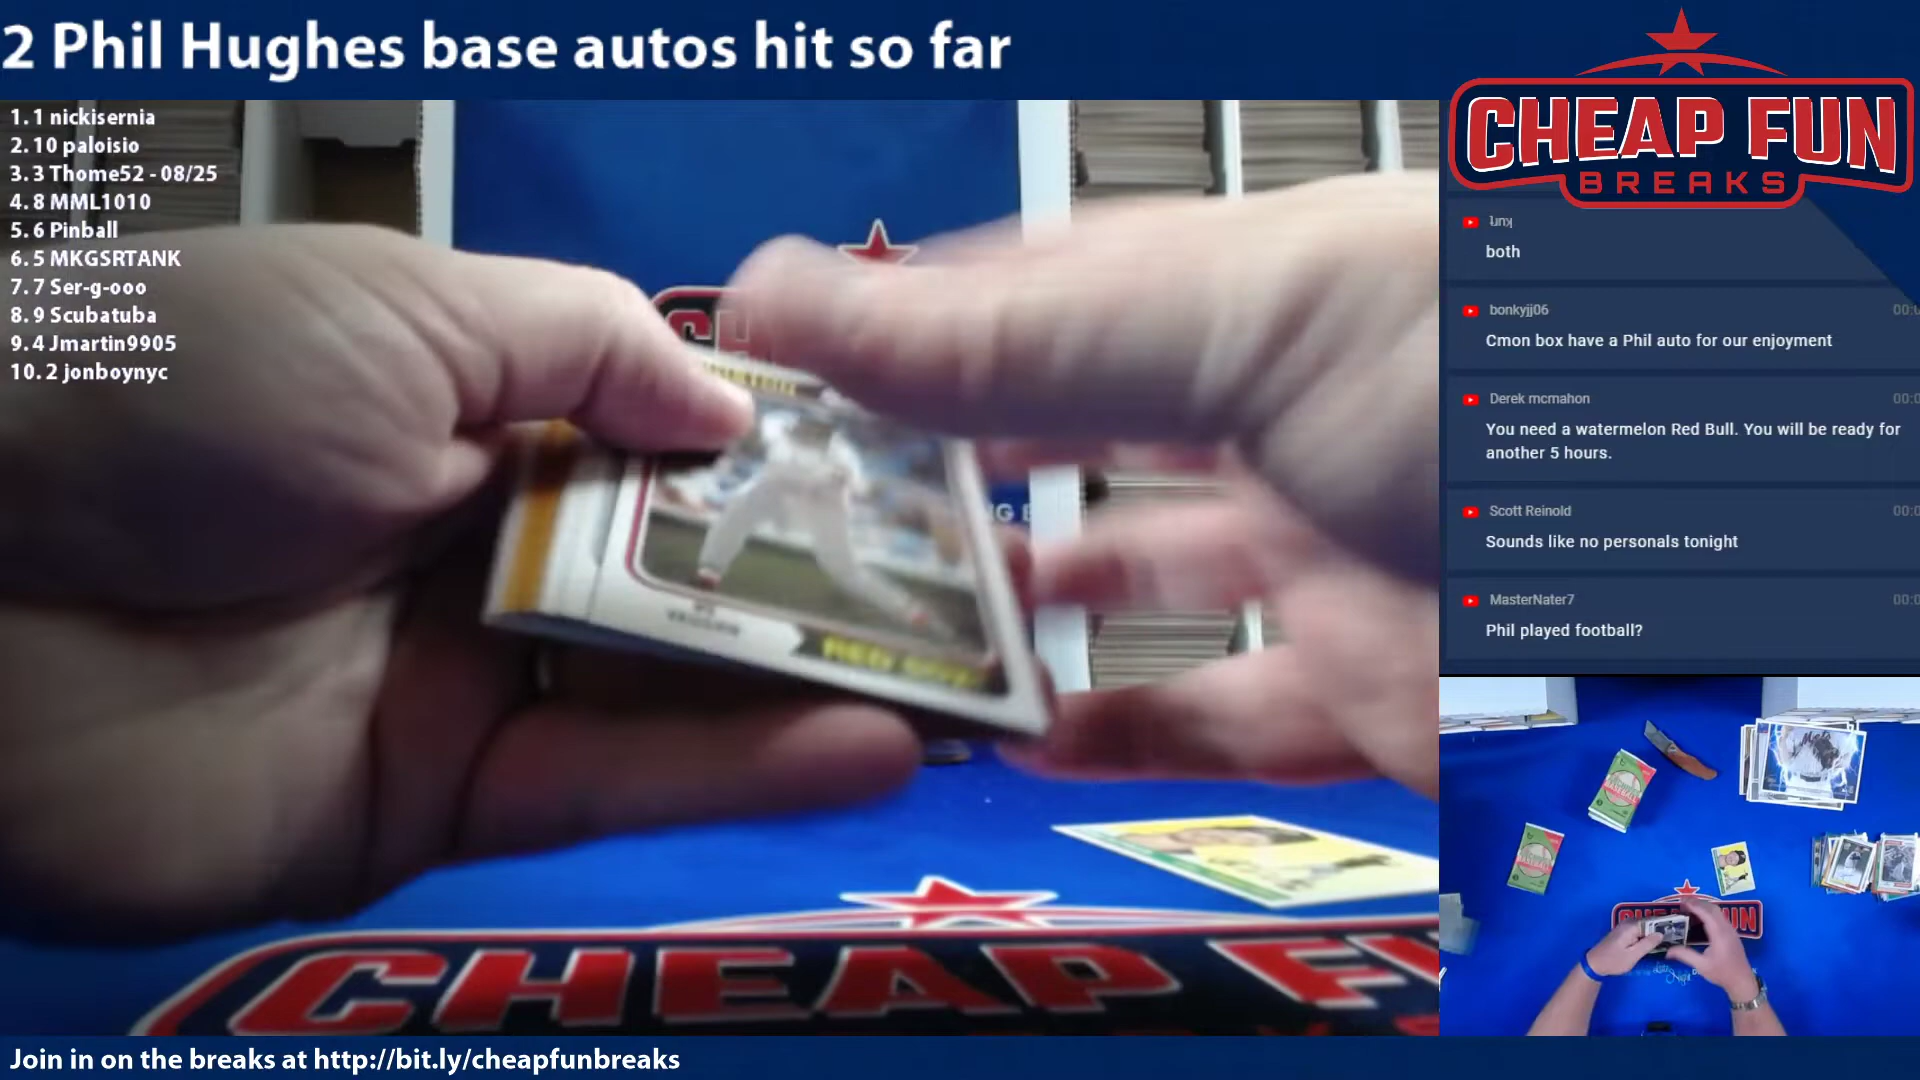 2 Phil Hughes base autos hit so far
1. 1 nickisernia
2. 10 paloisio
3. 3 Thome52 - 08/25
4. 8 MML1010
5. 6 Pinball
6. 5 MKGSRTANK
7. 7 Ser-g-ooo
8. 9 Scubatuba
9. 4 Jmartin9905
10. 2 jonboynyc
CHEAP FUN
BREAKS
both
bonkyjj06
Cmon box have a Phil auto for our enjoyment
Derek mcmahon
You need a watermelon Red Bull. You will be ready for
another 5 hours.
Scott Reinold
Sounds like no personals tonight
MasterNater7
Phil played football?
VAUGHN
RED SOX
CHEAP
Join in on the breaks at http://bit.ly/cheapfunbreaks